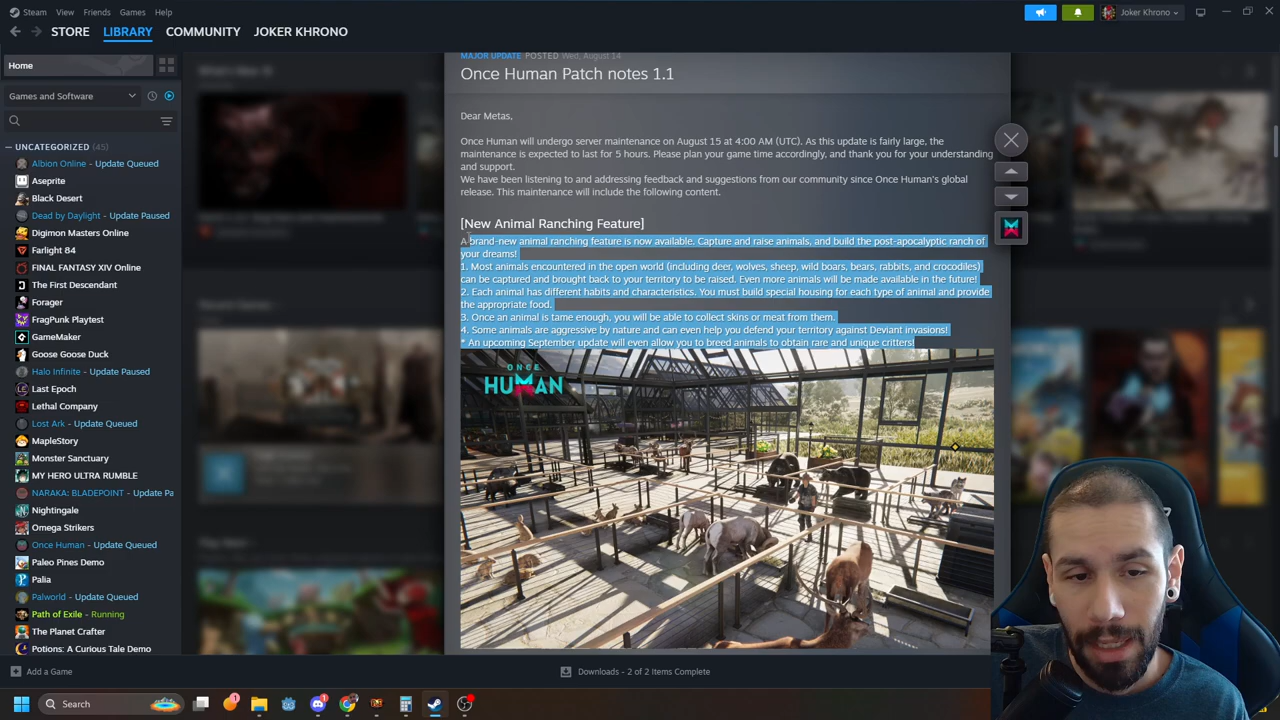 Steam View Friends Games Help
Joker Khrono
STORE LIBRARY COMMUNITY JOKER KHRONO
Home
Games and Software
UNCATEGORIZED (45)
Albion Online - Update Queued
Aseprite
Black Desert
Dead by Daylight - Update Paused
Digimon Masters Online
Farlight 84
FINAL FANTASY XIV Online
The First Descendant
Forager
FragPunk Playtest
GameMaker
Goose Goose Duck
Halo Infinite - Update Paused
Last Epoch
Lethal Company
Lost Ark - Update Queued
MapleStory
Monster Sanctuary
MY HERO ULTRA RUMBLE
NARAKA: BLADEPOINT - Update Pa
Nightingale
Omega Strikers
Once Human - Update Queued
Paleo Pines Demo
Palia
Palworld - Update Queued
Path of Exile - Running
The Planet Crafter
Potions: A Curious Tale Demo
MAJOR UPDATE POSTED Wed, August 14
Once Human Patch notes 1.1
Dear Metas,
Once Human will undergo server maintenance on August 15 at 4:00 AM (UTC). As this update is fairly large, the
maintenance is expected to last for 5 hours. Please plan your game time accordingly, and thank you for your understanding
and support.
We have been listening to and addressing feedback and suggestions from our community since Once Human's global
release. This maintenance will include the following content.
[New Animal Ranching Feature]
A brand-new animal ranching feature is now available. Capture and raise animals, and build the post-apocalyptic ranch of
your dreams!
1. Most animals encountered in the open world (including deer, wolves, sheep, wild boars, bears, rabbits, and crocodiles)
can be captured and brought back to your territory to be raised. Even more animals will be made available in the future!
2. Each animal has different habits and characteristics. You must build special housing for each type of animal and provide
the appropriate food.
3. Once an animal is tame enough, you will be able to collect skins or meat from them.
4. Some animals are aggressive by nature and can even help you defend your territory against Deviant invasions!
* An upcoming September update will even allow you to breed animals to obtain rare and unique critters!
ONCE
HUMAN
Add a Game
Downloads - 2 of 2 Items Complete
Search